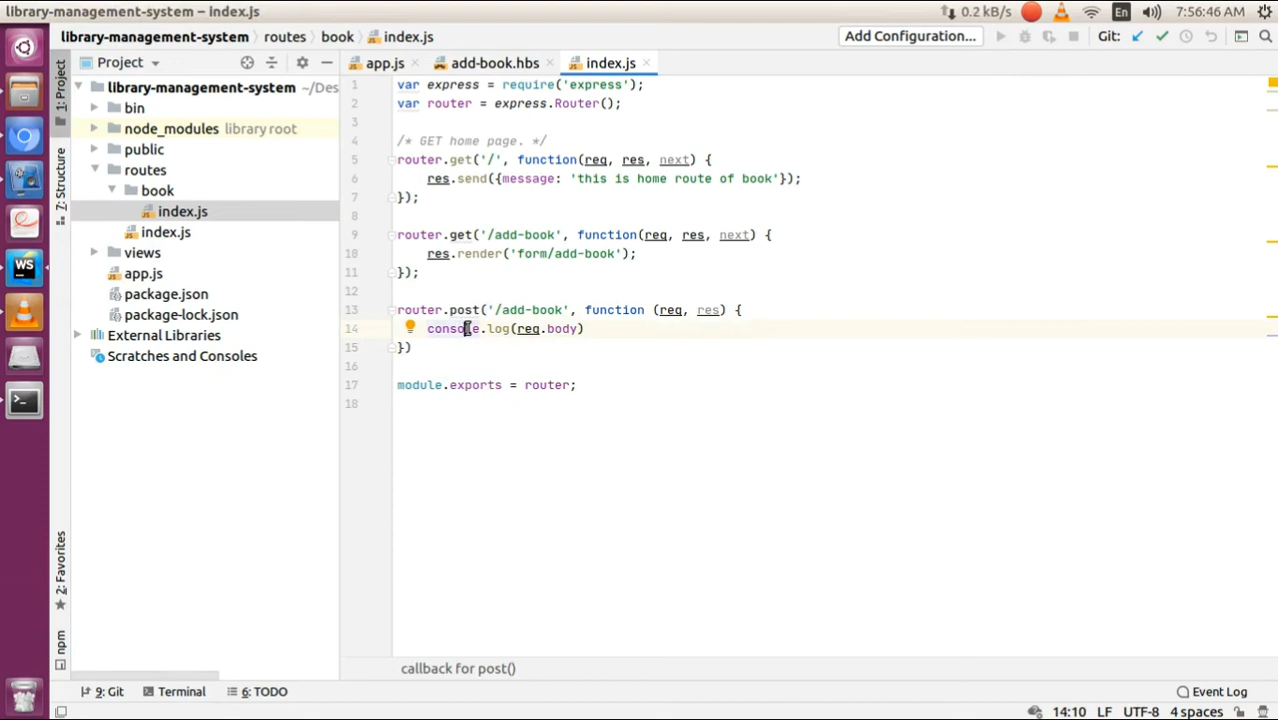 library-management-system - index.js
0.2 kB/s En 7:56:46 AM
library-management-system routes book index.js Add Configuration... Git:
Project app.js add-book.hbs index.js
1: Project
7: Structure
2: Favorites
npm
library-management-system ~/Des
bin
node_modules library root
public
routes
book
index.js
index.js
views
app.js
package.json
package-lock.json
External Libraries
Scratches and Consoles
WS
1 var express = require('express');
2 var router = express.Router();
3
4 /* GET home page. */
5 router.get('/', function(req, res, next) {
6 res.send({message: 'this is home route of book'});
7 });
8
9 router.get('/add-book', function(req, res, next) {
10 res.render('form/add-book');
11 });
12
13 router.post('/add-book', function (req, res) {
14 console.log(req.body)
15 })
16
17 module.exports = router;
18
callback for post()
9: Git Terminal 6: TODO Event Log
14:10 LF UTF-8 4 spaces